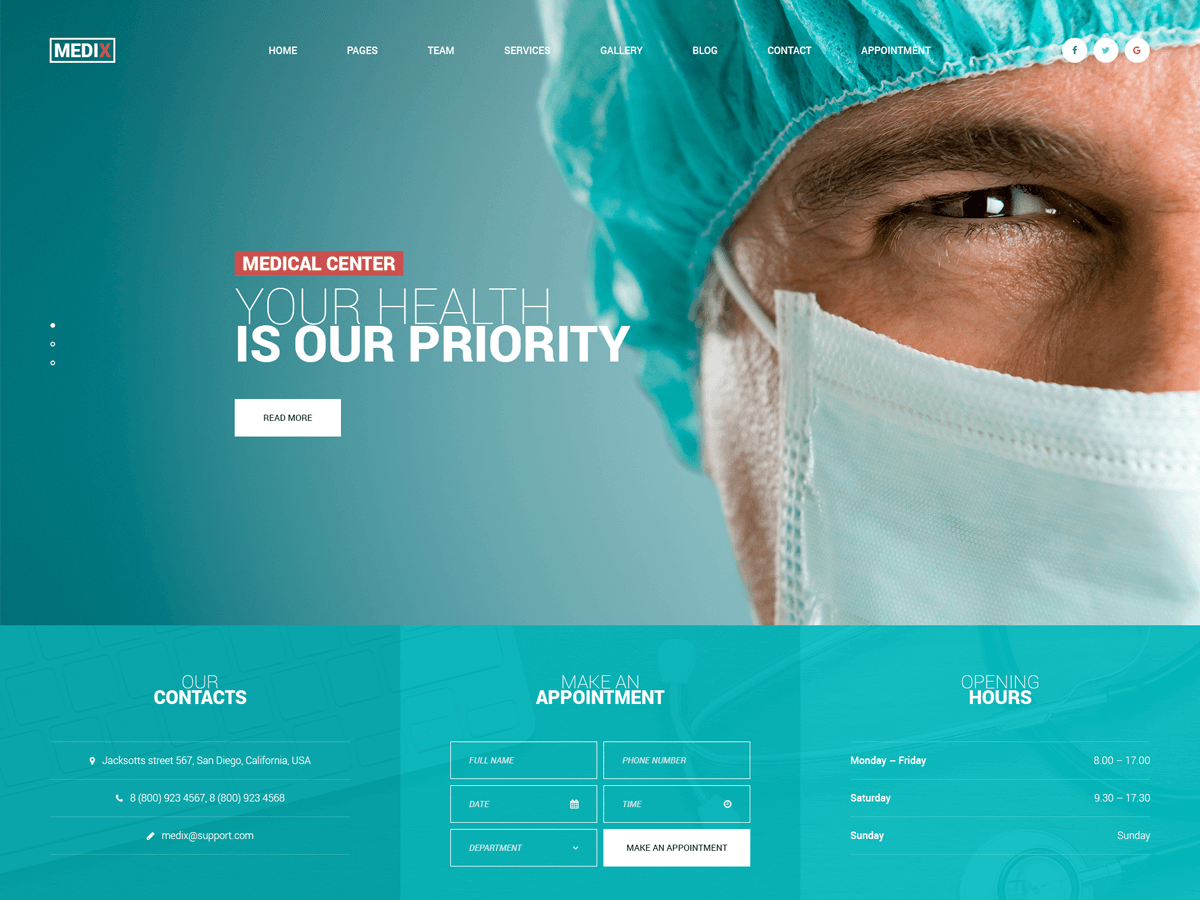 MEDIX
HOME PAGES TEAM SERVICES GALLERY BLOG CONTACT APPOINTMENT
f G
MEDICAL CENTER
YOUR HEALTH
IS OUR PRIORITY
READ MORE
OUR
CONTACTS
Jacksotts street 567, San Diego, California, USA
8 (800) 923 4567, 8 (800) 923 4568
medix@support.com
MAKE AN
APPOINTMENT
FULL NAME PHONE NUMBER
DATE TIME
DEPARTMENT MAKE AN APPOINTMENT
OPENING
HOURS
Monday – Friday 8.00 – 17.00
Saturday 9.30 – 17.30
Sunday Sunday